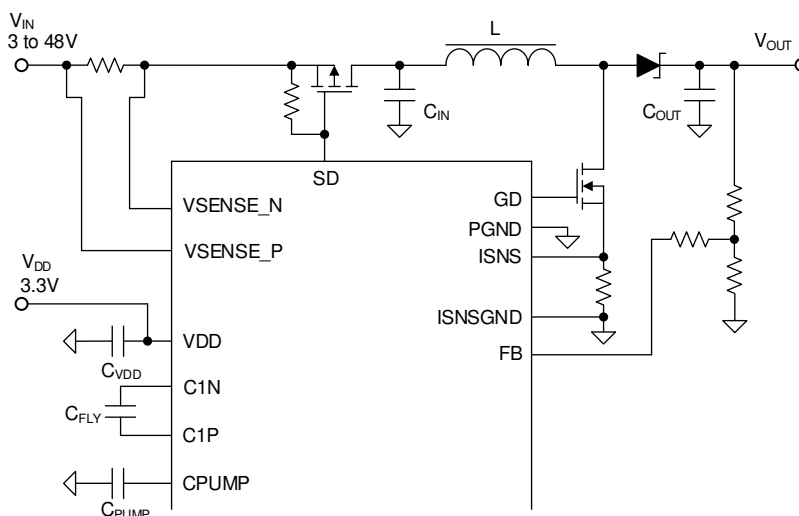 VIN
3 to 48V
L
VOUT
CIN
COUT
SD
GD
VSENSE_N
PGND
VSENSE_P
ISNS
VDD
3.3V
ISNSGND
VDD
FB
CVDD
C1N
CFLY
C1P
CPUMP
CPUMP